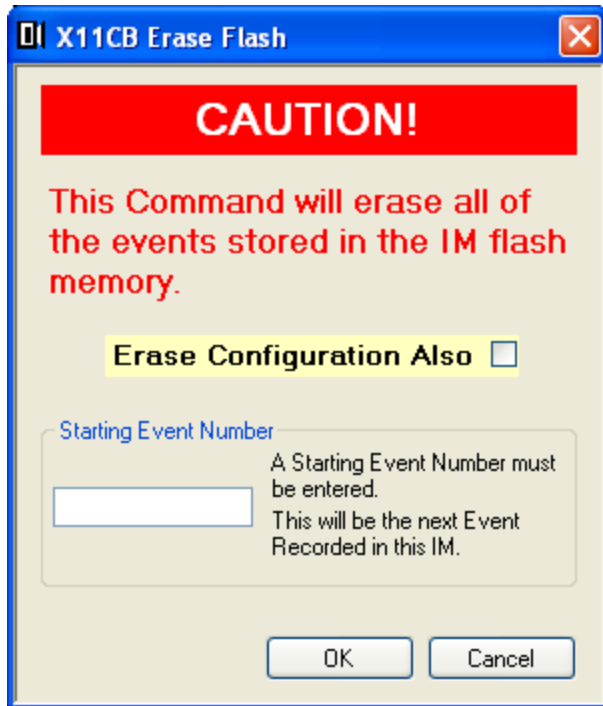 X11CB Erase Flash
CAUTION!
This Command will erase all of
the events stored in the IM flash
memory.
Erase Configuration Also
Starting Event Number
A Starting Event Number must
be entered.
This will be the next Event
Recorded in this IM.
OK
Cancel